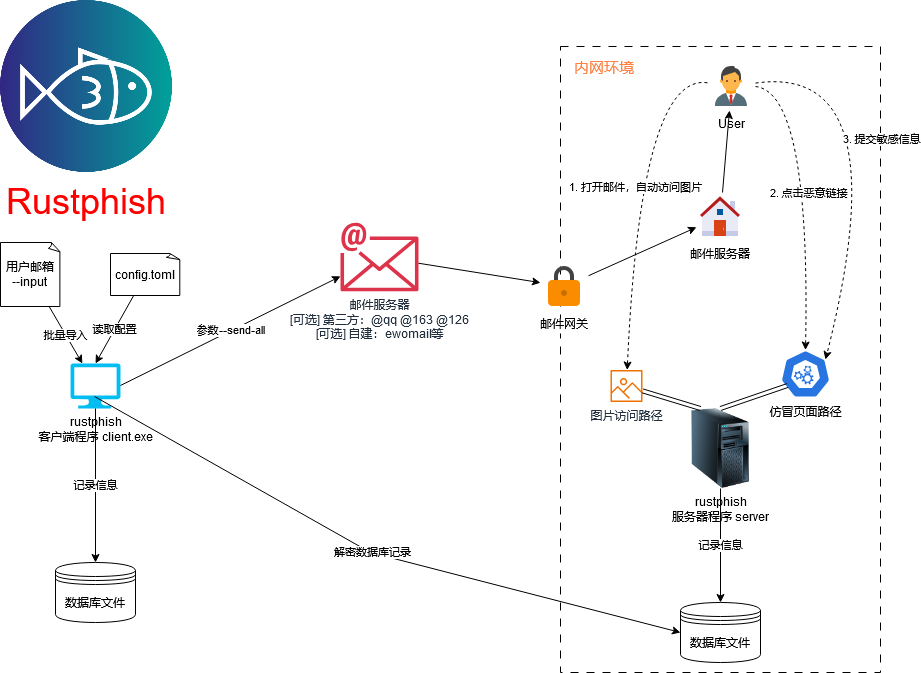 Rustphish
用户邮箱
--input
config.toml
批量导入
读取配置
参数--send-all
rustphish
客户端程序 client.exe
记录信息
数据库文件
邮件服务器
[可选] 第三方：@qq @163 @126
[可选] 自建：ewomail等
解密数据库记录
邮件网关
内网环境
User
1. 打开邮件，自动访问图片
2. 点击恶意链接
3. 提交敏感信息
邮件服务器
图片访问路径
仿冒页面路径
rustphish
服务器程序 server
记录信息
数据库文件